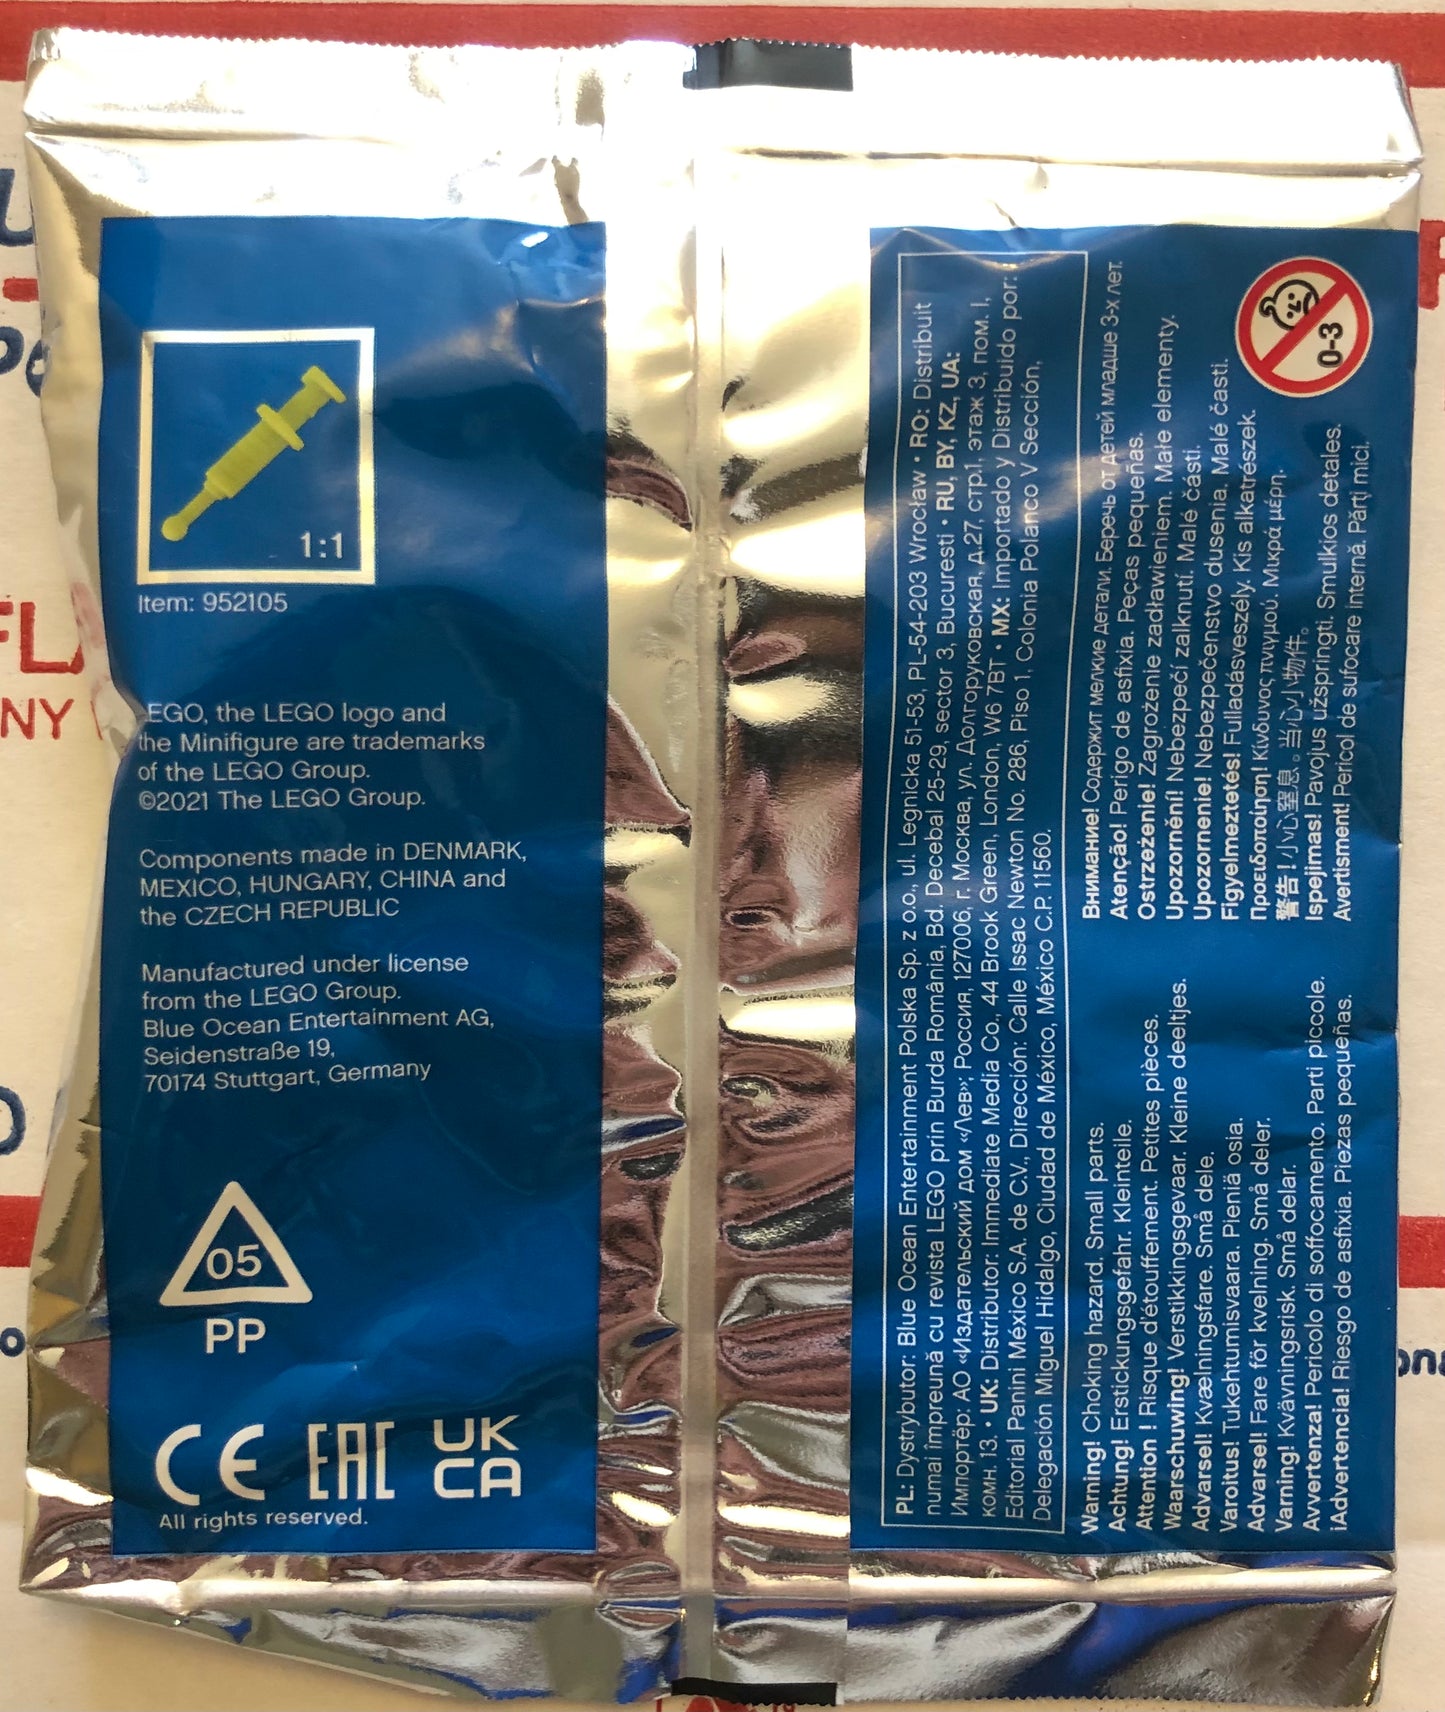 1:1
Item: 952105
LEGO, the LEGO logo and
the Minifigure are trademarks
of the LEGO Group.
©2021 The LEGO Group.
Components made in DENMARK,
MEXICO, HUNGARY, CHINA and
the CZECH REPUBLIC
Manufactured under license
from the LEGO Group.
Blue Ocean Entertainment AG,
Seidenstraße 19,
70174 Stuttgart, Germany
05
PP
CE EAC UK
CA
All rights reserved.
PL: Dystrybutor: Blue Ocean Entertainment Polska Sp. z o.o., ul. Legnicka 51-53, PL-54-203 Wrocław • RO: Distribuit
numai împreună cu revista LEGO prin Burda România, Bd. Decebal 25-29, sector 3, Bucuresti • RU, BY, KZ, UA:
Импортёр: АО «Издательский дом «Лев», Россия, 127006, г. Москва, ул. Долгоруковская, д.27, стр.1, этаж 3, пом. I,
комн. 13. • UK: Distributor: Immediate Media Co., 44 Brook Green, London, W6 7BT • MX: Importado y Distribuido por:
Editorial Panini México S.A. de C.V., Dirección: Calle Issac Newton No. 286, Piso 1, Colonia Polanco V Sección,
Delegación Miguel Hidalgo, Ciudad de México, México C.P. 11560.
Warning! Choking hazard. Small parts.
Achtung! Erstickungsgefahr. Kleinteile.
Attention ! Risque d'étouffement. Petites pièces.
Waarschuwing! Verstikkingsgevaar. Kleine deeltjes.
Advarsel! Kvælningsfare. Små dele.
Varoitus! Tukehtumisvaara. Pieniä osia.
Advarsel! Fare for kvelning. Små deler.
Varning! Kvävningsrisk. Små delar.
Avvertenza! Pericolo di soffocamento. Parti piccole.
¡Advertencia! Riesgo de asfixia. Piezas pequeñas.
Внимание! Содержит мелкие детали. Беречь от детей младше 3-х лет.
Atenção! Perigo de asfixia. Peças pequeñas.
Ostrzeżenie! Zagrożenie zadławieniem. Małe elementy.
Upozornění! Nebezpečí zalknutí. Malé části.
Upozornenie! Nebezpečenstvo dusenia. Malé časti.
Figyelmeztetés! Fulladásveszély. Kis alkatrészek.
Προειδοποίηση! Κίνδυνος πνιγμού. Μικρά μέρη.
警告！小心窒息。当心小物件。
Įspėjimas! Pavojus užspringti. Smulkios detalės.
Avertisment! Pericol de sufocare internă. Părți mici.
0-3